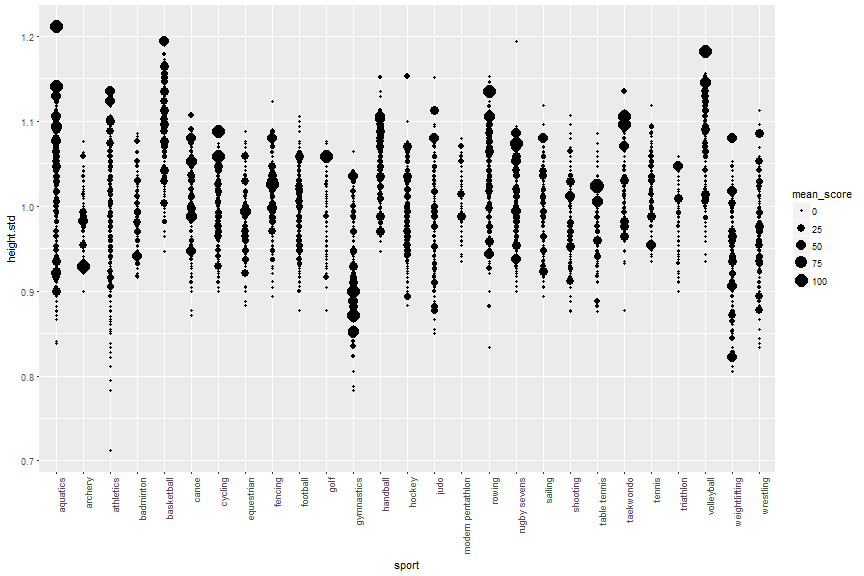 1.2
1.1
1.0
0.9
0.8
0.7
height.std
aquatics
archery
athletics
badminton
basketball
canoe
cycling
equestrian
fencing
football
golf
gymnastics
handball
hockey
judo
modern pentathlon
rowing
rugby sevens
sailing
shooting
table tennis
taekwondo
tennis
triathlon
volleyball
weightlifting
wrestling
sport
mean_score
0
25
50
75
100